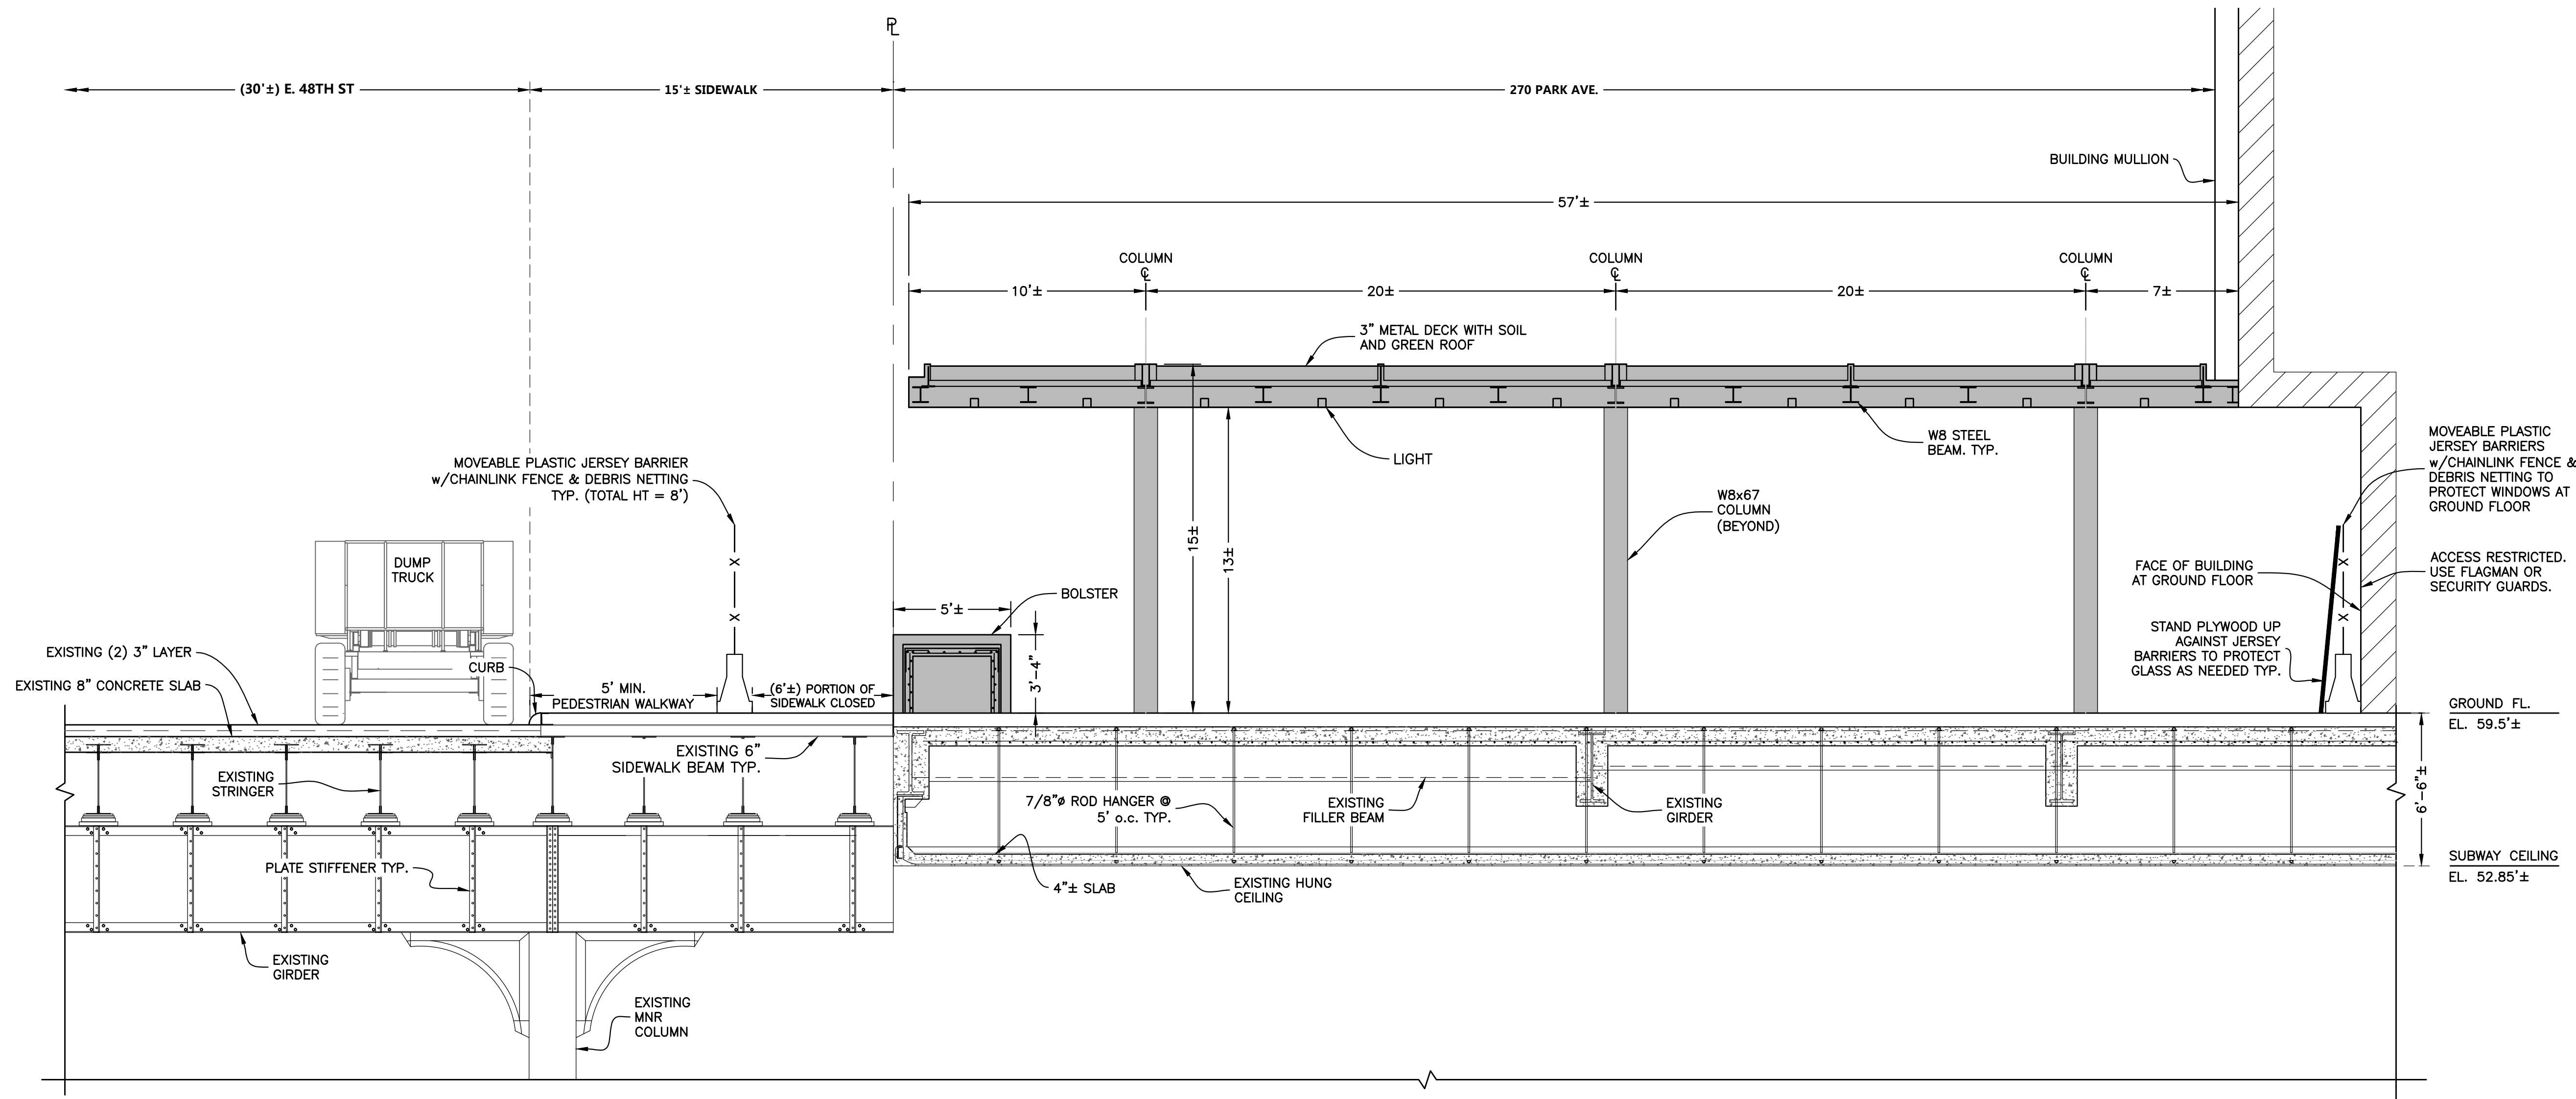 PL
(30'±) E. 48TH ST
15'± SIDEWALK
270 PARK AVE.
BUILDING MULLION
57'±
COLUMN
CL
COLUMN
CL
COLUMN
CL
10'±
20±
20±
7±
3" METAL DECK WITH SOIL
AND GREEN ROOF
W8 STEEL
BEAM. TYP.
LIGHT
MOVEABLE PLASTIC JERSEY BARRIER
w/CHAINLINK FENCE & DEBRIS NETTING
TYP. (TOTAL HT = 8')
MOVEABLE PLASTIC
JERSEY BARRIERS
w/CHAINLINK FENCE &
DEBRIS NETTING TO
PROTECT WINDOWS AT
GROUND FLOOR
W8x67
COLUMN
(BEYOND)
15±
13±
X
X
X
X
DUMP
TRUCK
FACE OF BUILDING
AT GROUND FLOOR
ACCESS RESTRICTED.
USE FLAGMAN OR
SECURITY GUARDS.
BOLSTER
5'±
3'-4"
STAND PLYWOOD UP
AGAINST JERSEY
BARRIERS TO PROTECT
GLASS AS NEEDED TYP.
EXISTING (2) 3" LAYER
CURB
EXISTING 8" CONCRETE SLAB
5' MIN.
PEDESTRIAN WALKWAY
(6'±) PORTION OF
SIDEWALK CLOSED
GROUND FL.
EL. 59.5'±
EXISTING 6"
SIDEWALK BEAM TYP.
EXISTING
STRINGER
7/8"ø ROD HANGER @
5' o.c. TYP.
EXISTING
FILLER BEAM
EXISTING
GIRDER
6'-6"±
PLATE STIFFENER TYP.
4"± SLAB
EXISTING HUNG
CEILING
SUBWAY CEILING
EL. 52.85'±
EXISTING
GIRDER
EXISTING
MNR
COLUMN